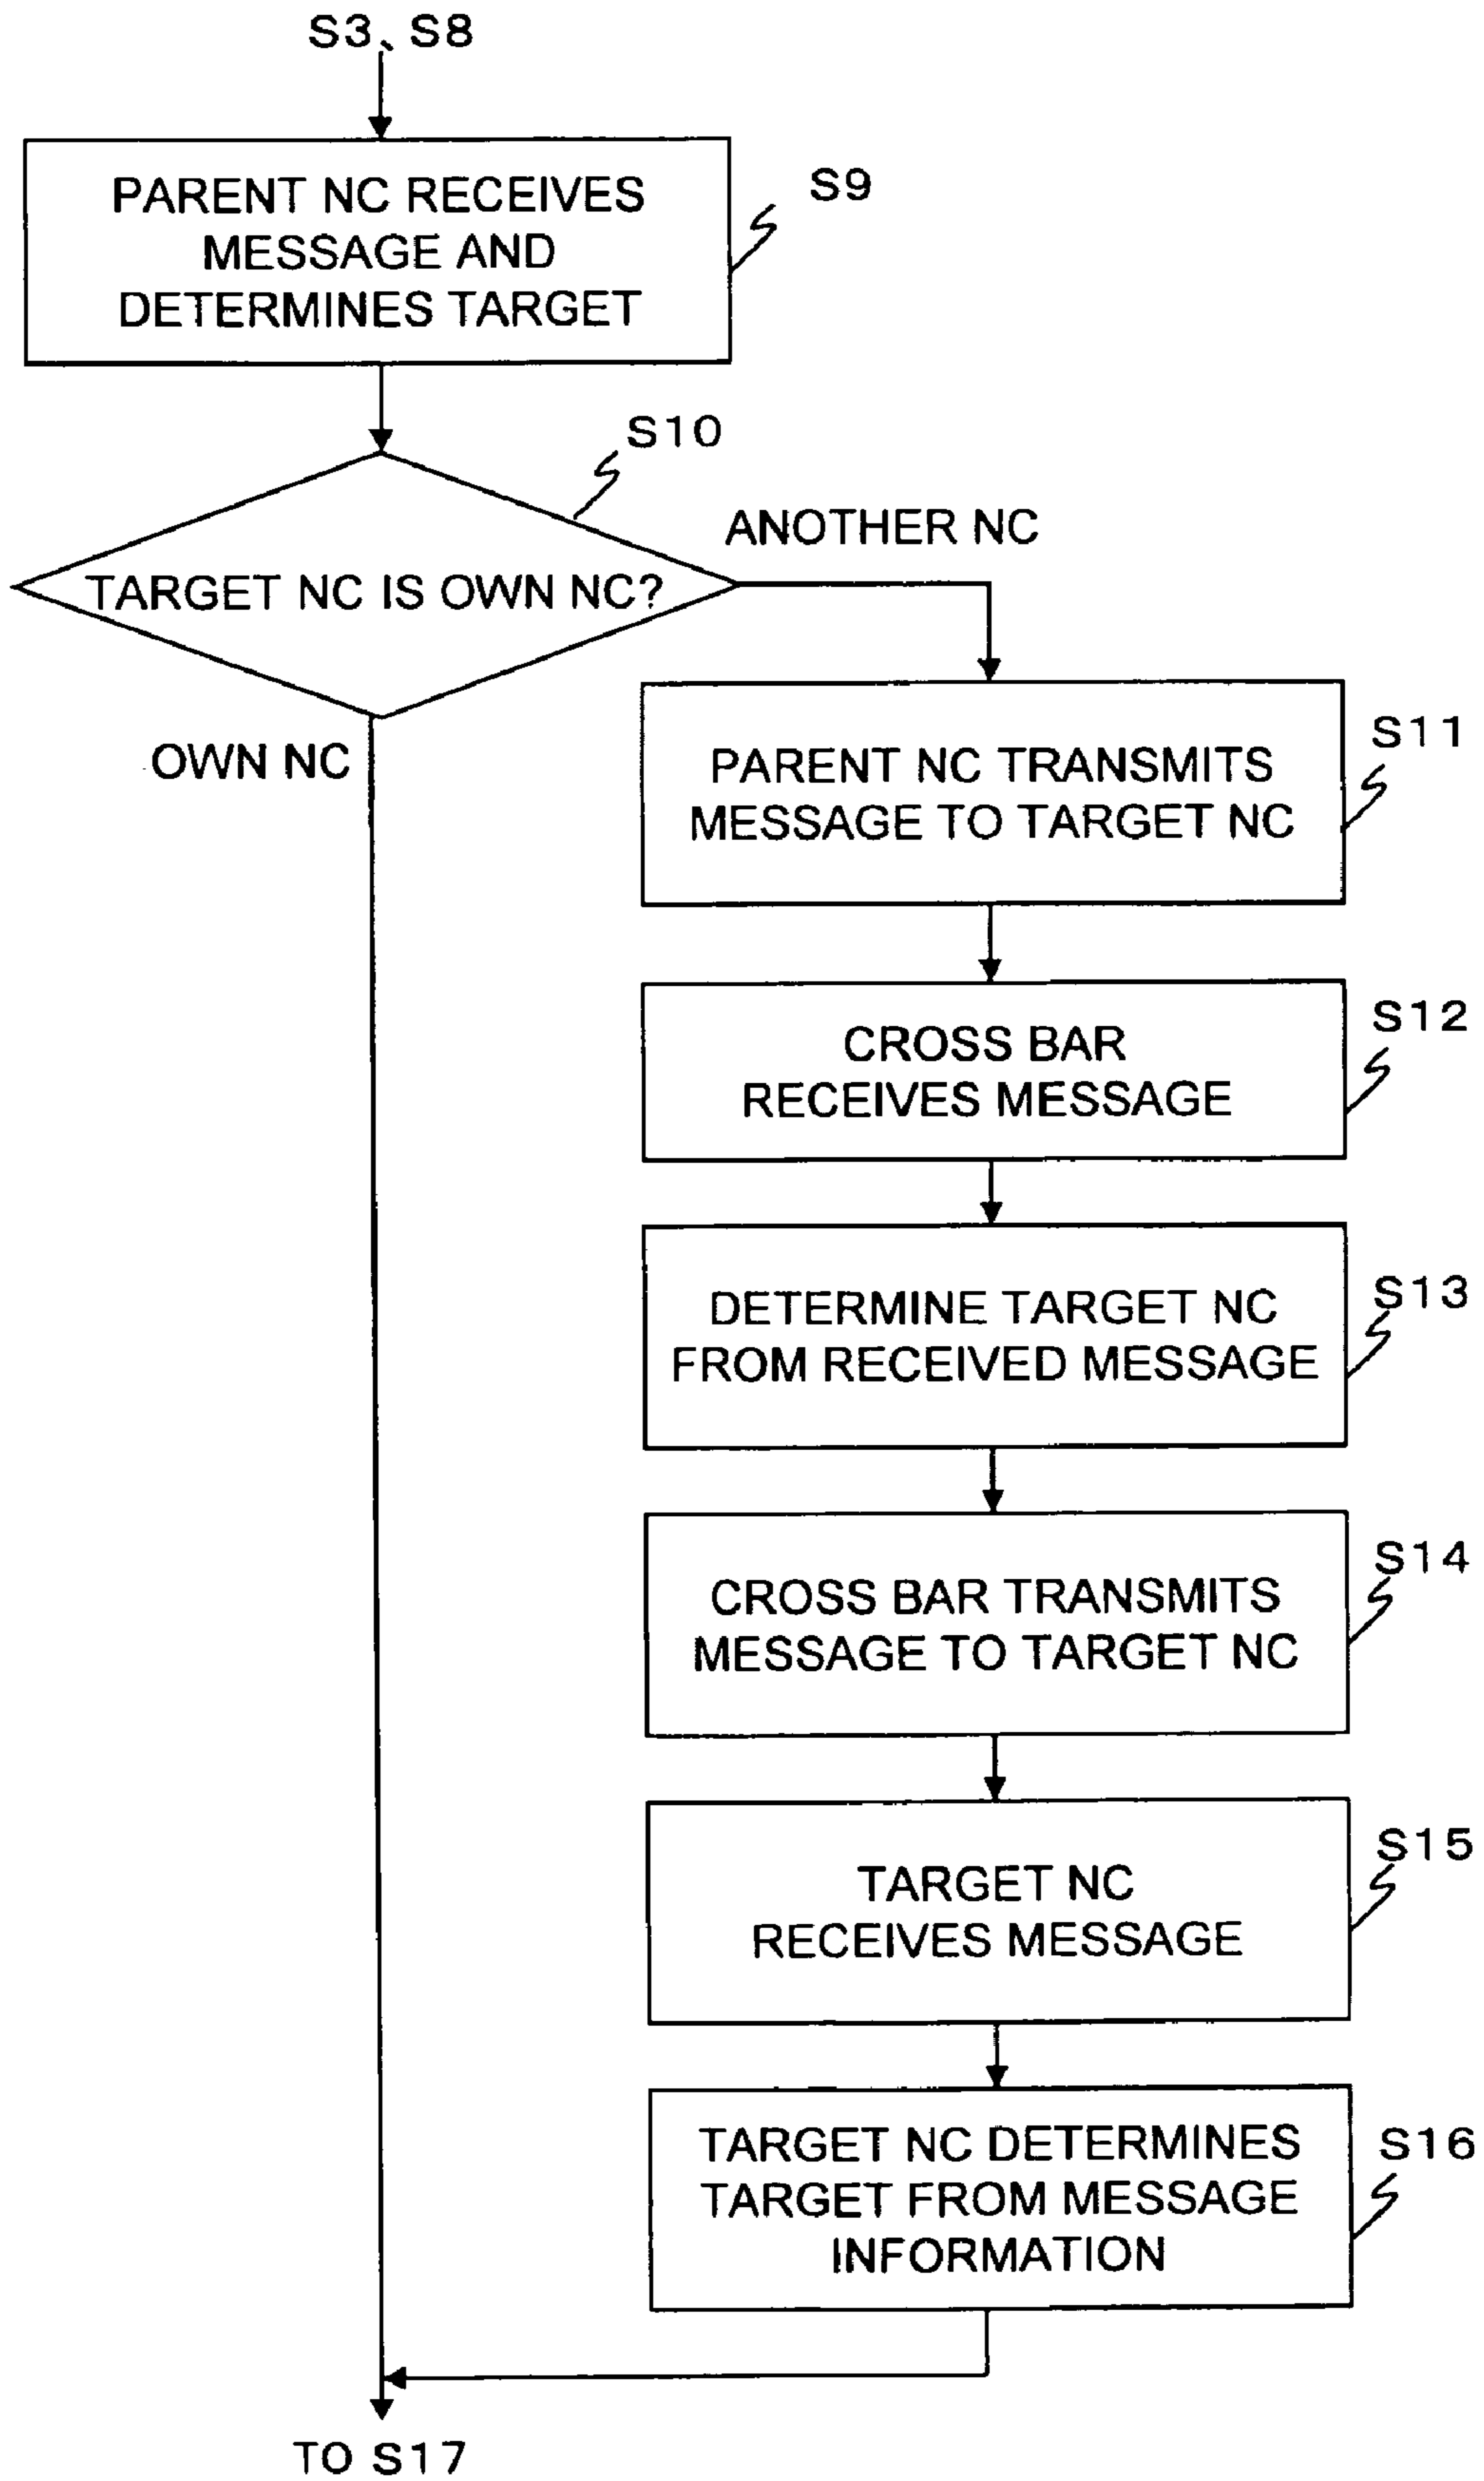 S3、S8
PARENT NC RECEIVES
MESSAGE AND
DETERMINES TARGET
S9
S10
TARGET NC IS OWN NC?
ANOTHER NC
OWN NC
PARENT NC TRANSMITS
MESSAGE TO TARGET NC
S11
CROSS BAR
RECEIVES MESSAGE
S12
DETERMINE TARGET NC
FROM RECEIVED MESSAGE
S13
CROSS BAR TRANSMITS
MESSAGE TO TARGET NC
S14
TARGET NC
RECEIVES MESSAGE
S15
TARGET NC DETERMINES
TARGET FROM MESSAGE
INFORMATION
S16
TO S17